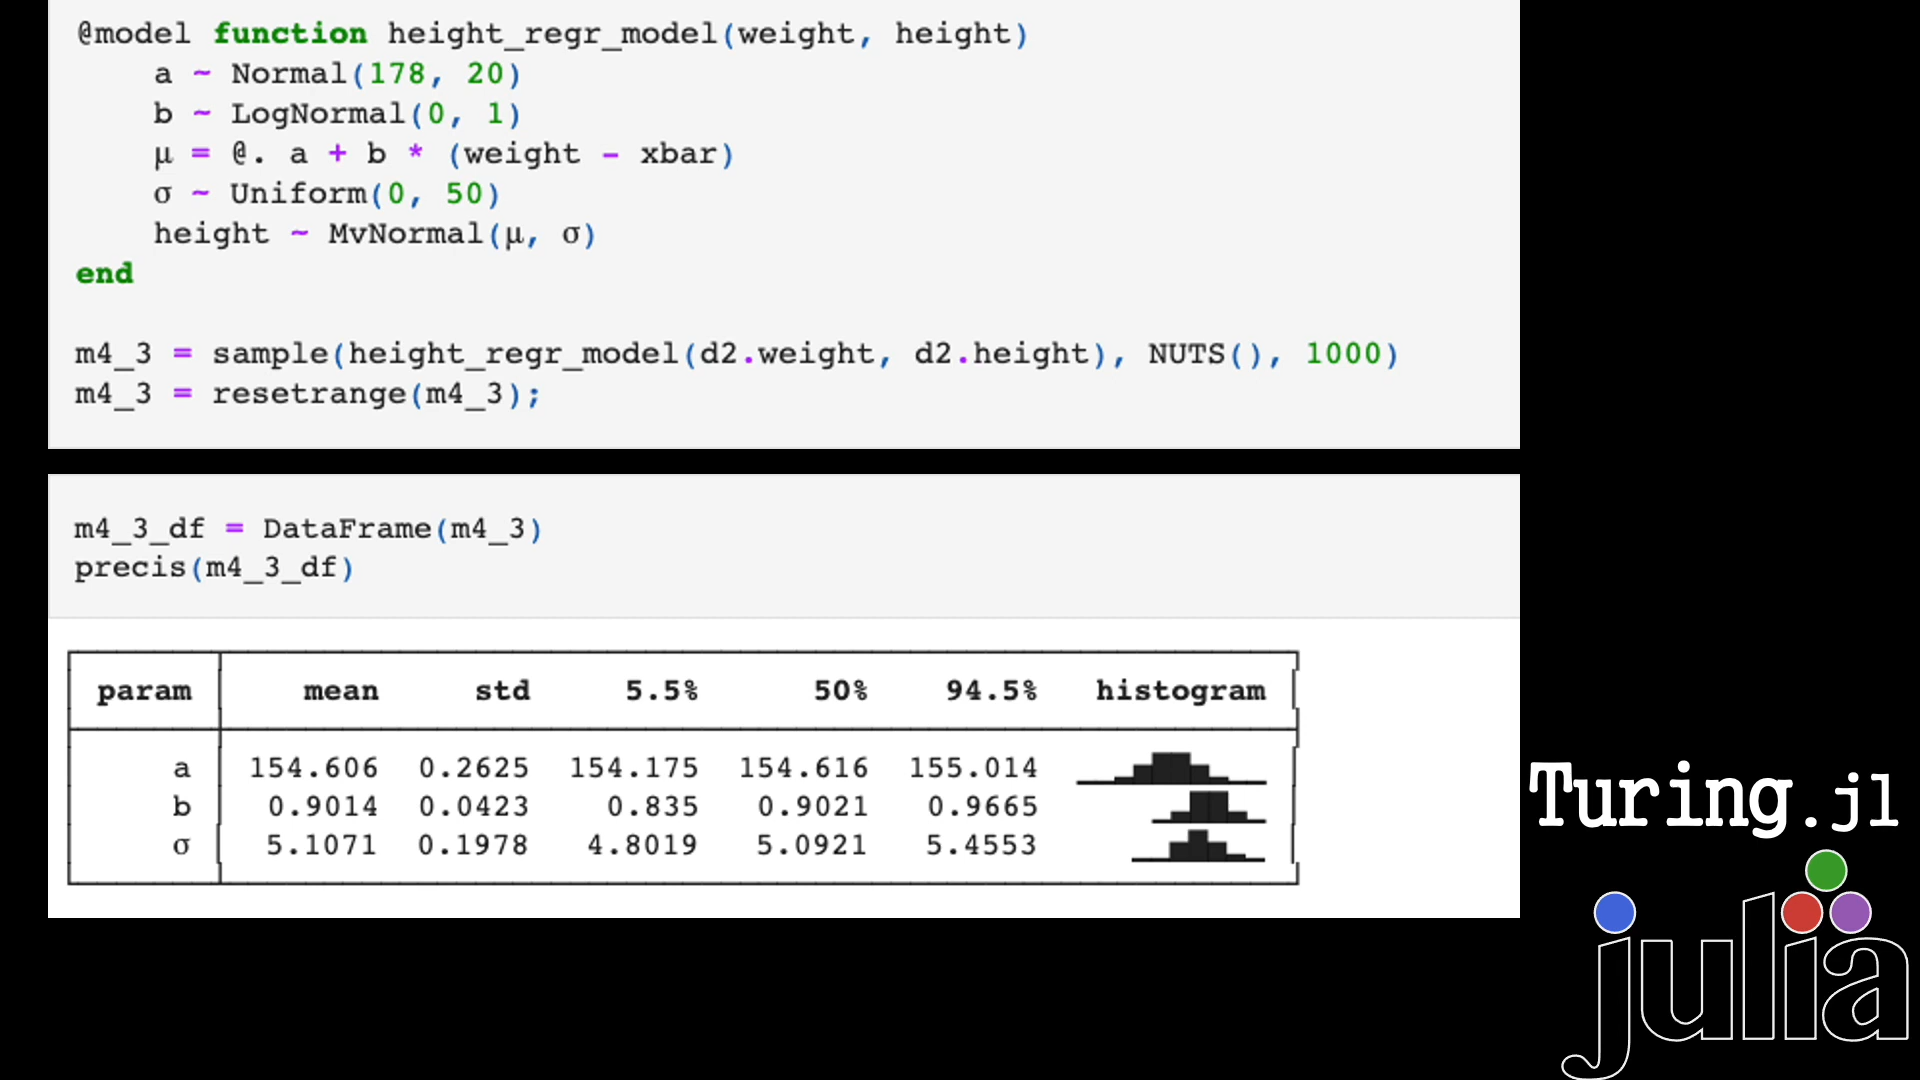 @model function height_regr_model(weight, height)
    a ~ Normal(178, 20)
    b ~ LogNormal(0, 1)
    μ = @. a + b * (weight - xbar)
    σ ~ Uniform(0, 50)
    height ~ MvNormal(μ, σ)
end
m4_3 = sample(height_regr_model(d2.weight, d2.height), NUTS(), 1000)
m4_3 = resetrange(m4_3);
m4_3_df = DataFrame(m4_3)
precis(m4_3_df)
param mean std 5.5% 50% 94.5% histogram
a 154.606 0.2625 154.175 154.616 155.014
b 0.9014 0.0423 0.835 0.9021 0.9665
σ 5.1071 0.1978 4.8019 5.0921 5.4553
Turing.jl
julia